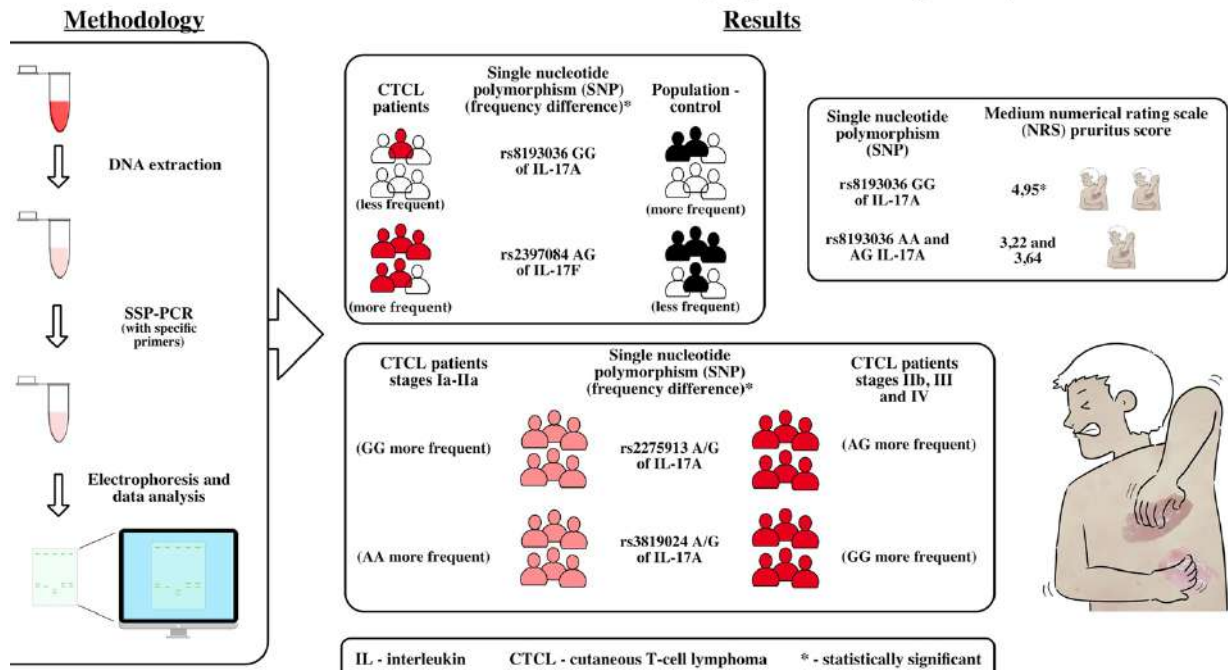 Methodology
DNA extraction
SSP-PCR
(with specific
primers)
Electrophoresis and
data analysis
Results
CTCL
patients
Single nucleotide
polymorphism (SNP)
(frequency difference)*
Population -
control
rs8193036 GG
of IL-17A
(less frequent)
(more frequent)
rs2397084 AG
of IL-17F
(more frequent)
(less frequent)
Single nucleotide
polymorphism
(SNP)
Medium numerical rating scale
(NRS) pruritus score
rs8193036 GG
of IL-17A
4,95*
rs8193036 AA and
AG IL-17A
3,22 and
3,64
CTCL patients
stages Ia-IIa
Single nucleotide
polymorphism (SNP)
(frequency difference)*
CTCL patients
stages IIb, III
and IV
(GG more frequent)
rs2275913 A/G
of IL-17A
(AG more frequent)
(AA more frequent)
rs3819024 A/G
of IL-17A
(GG more frequent)
IL - interleukin CTCL - cutaneous T-cell lymphoma * - statistically significant